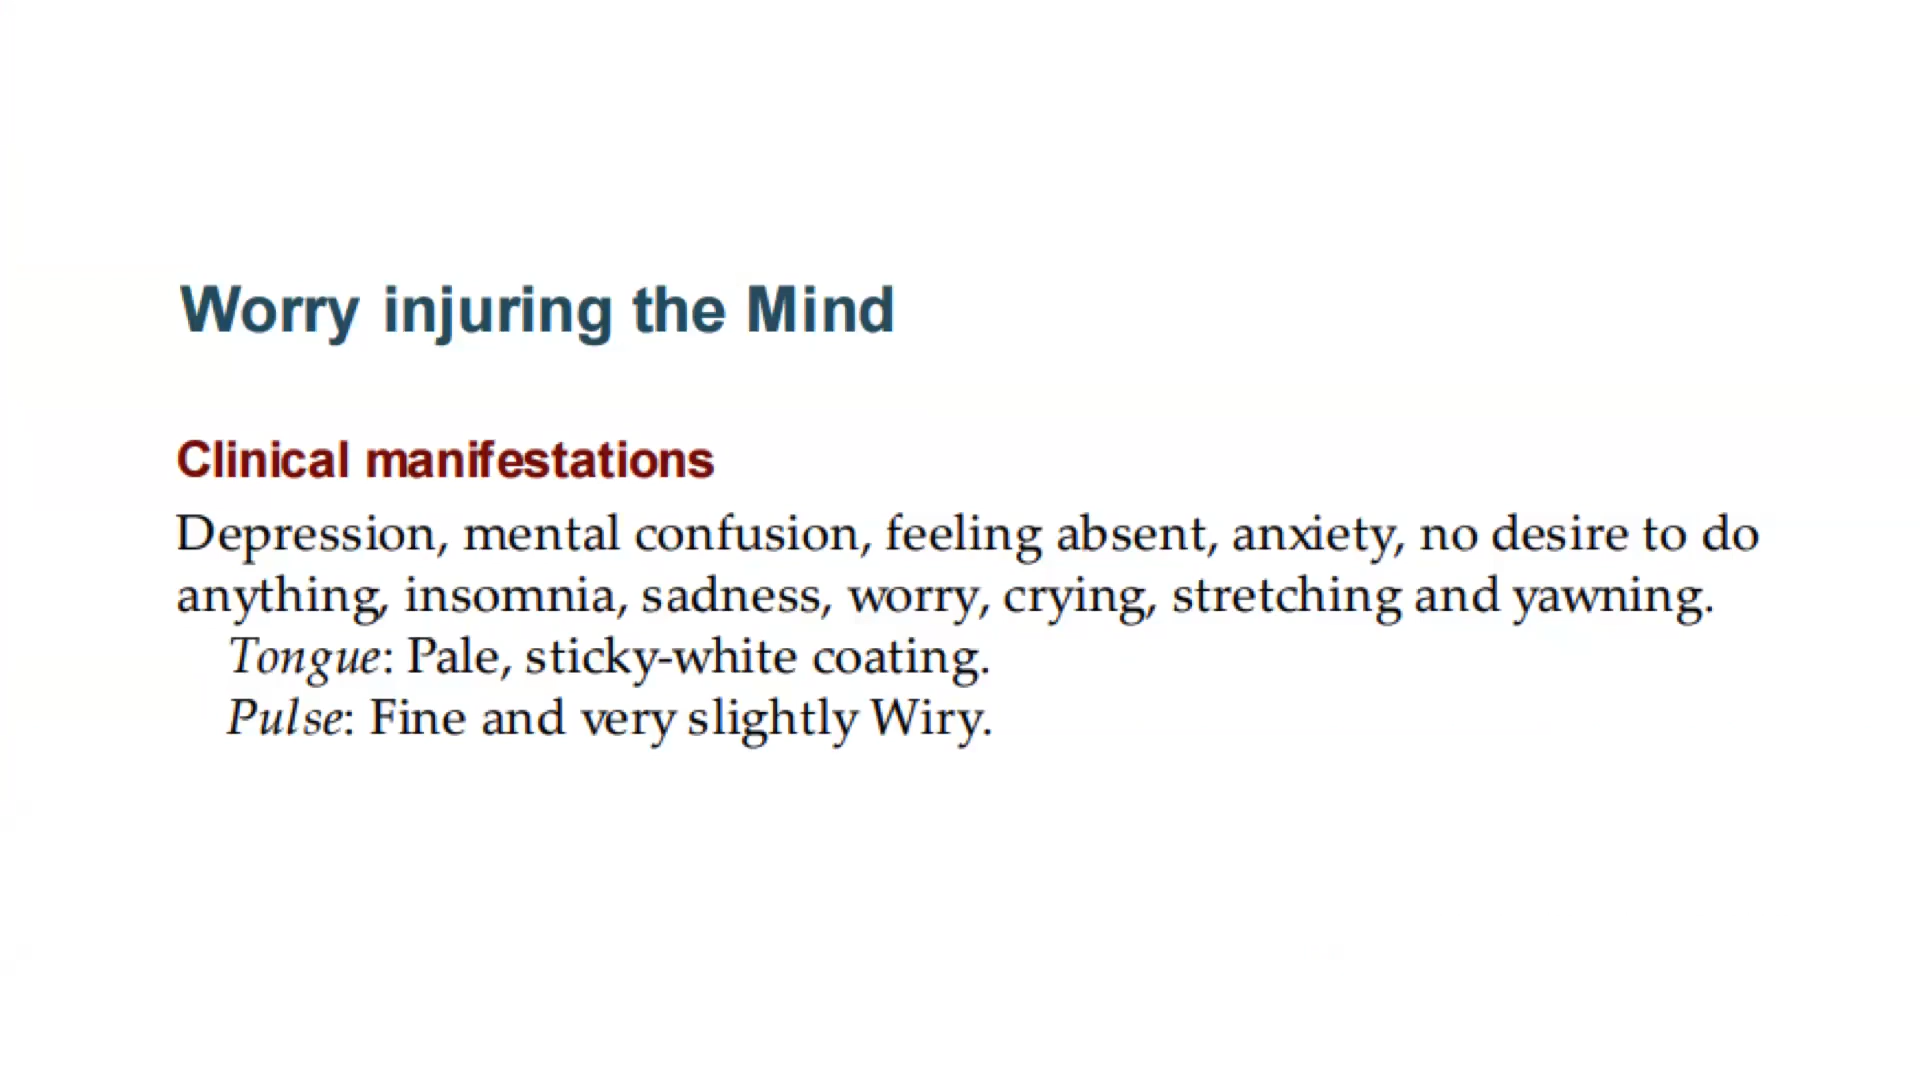 Worry injuring the Mind
Clinical manifestations
Depression, mental confusion, feeling absent, anxiety, no desire to do
anything, insomnia, sadness, worry, crying, stretching and yawning.
Tongue: Pale, sticky-white coating.
Pulse: Fine and very slightly Wiry.